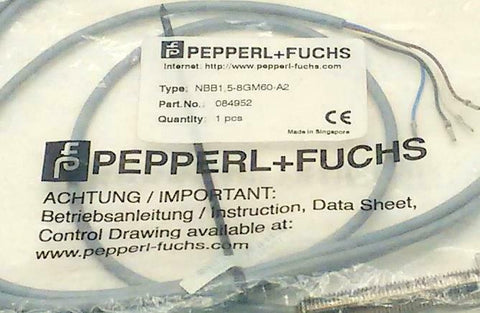 PEPPERL+FUCHS
Internet: http://www.pepperl-fuchs.com
Type: NBB1,5-8GM60-A2
Part.No.: 084952
Quantity: 1 pcs
CE
Made in Singapore
PEPPERL+FUCHS
ACHTUNG / IMPORTANT:
Betriebsanleitung / Instruction, Data Sheet,
Control Drawing available at:
www.pepperl-fuchs.com